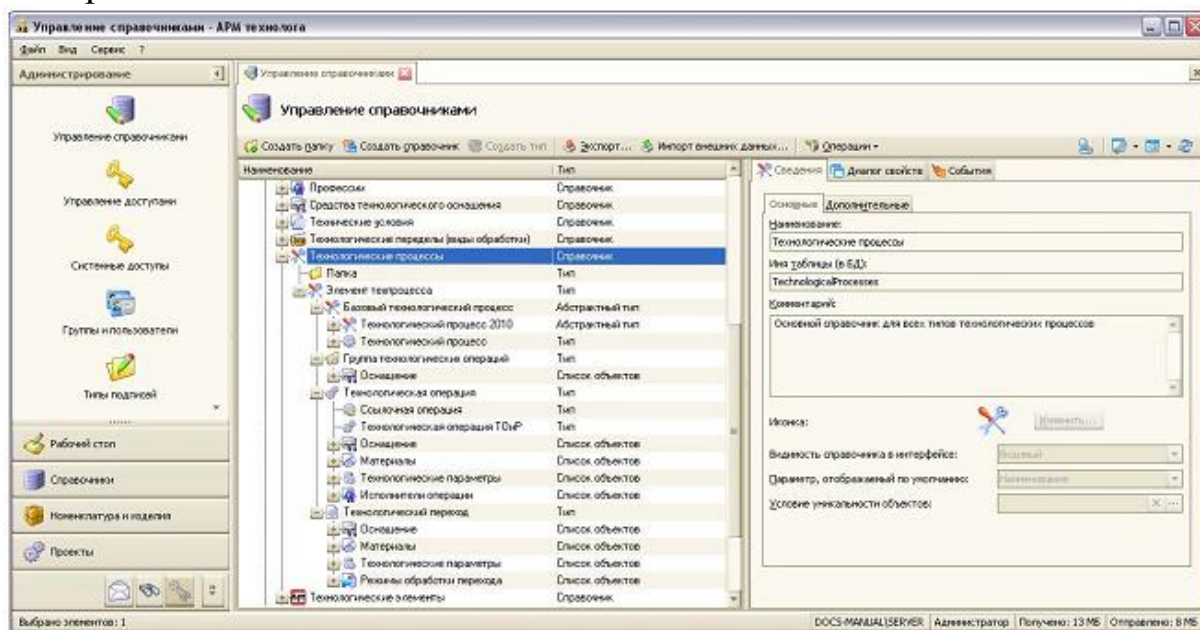 Управление справочниками - АРМ технолога
Файл Вид Сервис ?
Администрирование
Управление справочниками
Управление доступами
Системные доступы
Группы и пользователи
Типы подписей
Рабочий стол
Справочники
Номенклатура и изделия
Проекты
Управление справочниками
Управление справочниками
Создать папку Создать справочник Создать тип Экспорт... Импорт внешних данных... Операции
Наименование Тип
Профессии Справочник
Средства технологического оснащения Справочник
Технические условия Справочник
Технологические переделы (виды обработки) Справочник
Технологические процессы Справочник
Папка Тип
Элемент техпроцесса Тип
Базовый технологический процесс Абстрактный тип
Технологический процесс 2010 Абстрактный тип
Технологический процесс Тип
Группа технологических операций Тип
Оснащение Список объектов
Технологическая операция Тип
Ссылочная операция Тип
Технологическая операция ТОиР Тип
Оснащение Список объектов
Материалы Список объектов
Технологические параметры Список объектов
Исполнители операции Список объектов
Технологический переход Тип
Оснащение Список объектов
Материалы Список объектов
Технологические параметры Список объектов
Режимы обработки перехода Список объектов
Технологические элементы Справочник
Сведения Диалог свойств События
Основные Дополнительные
Наименование:
Технологические процессы
Имя таблицы (в БД):
TechnologicalProcesses
Комментарий:
Основной справочник для всех типов технологических процессов
Иконка: Изменить...
Видимость справочника в интерфейсе: Видимый
Параметр, отображаемый по умолчанию: Наименование
Условие уникальности объектов:
Выбрано элементов: 1
DOCS-MANUAL\SERVER Администратор Получено: 13 МБ Отправлено: 8 МБ